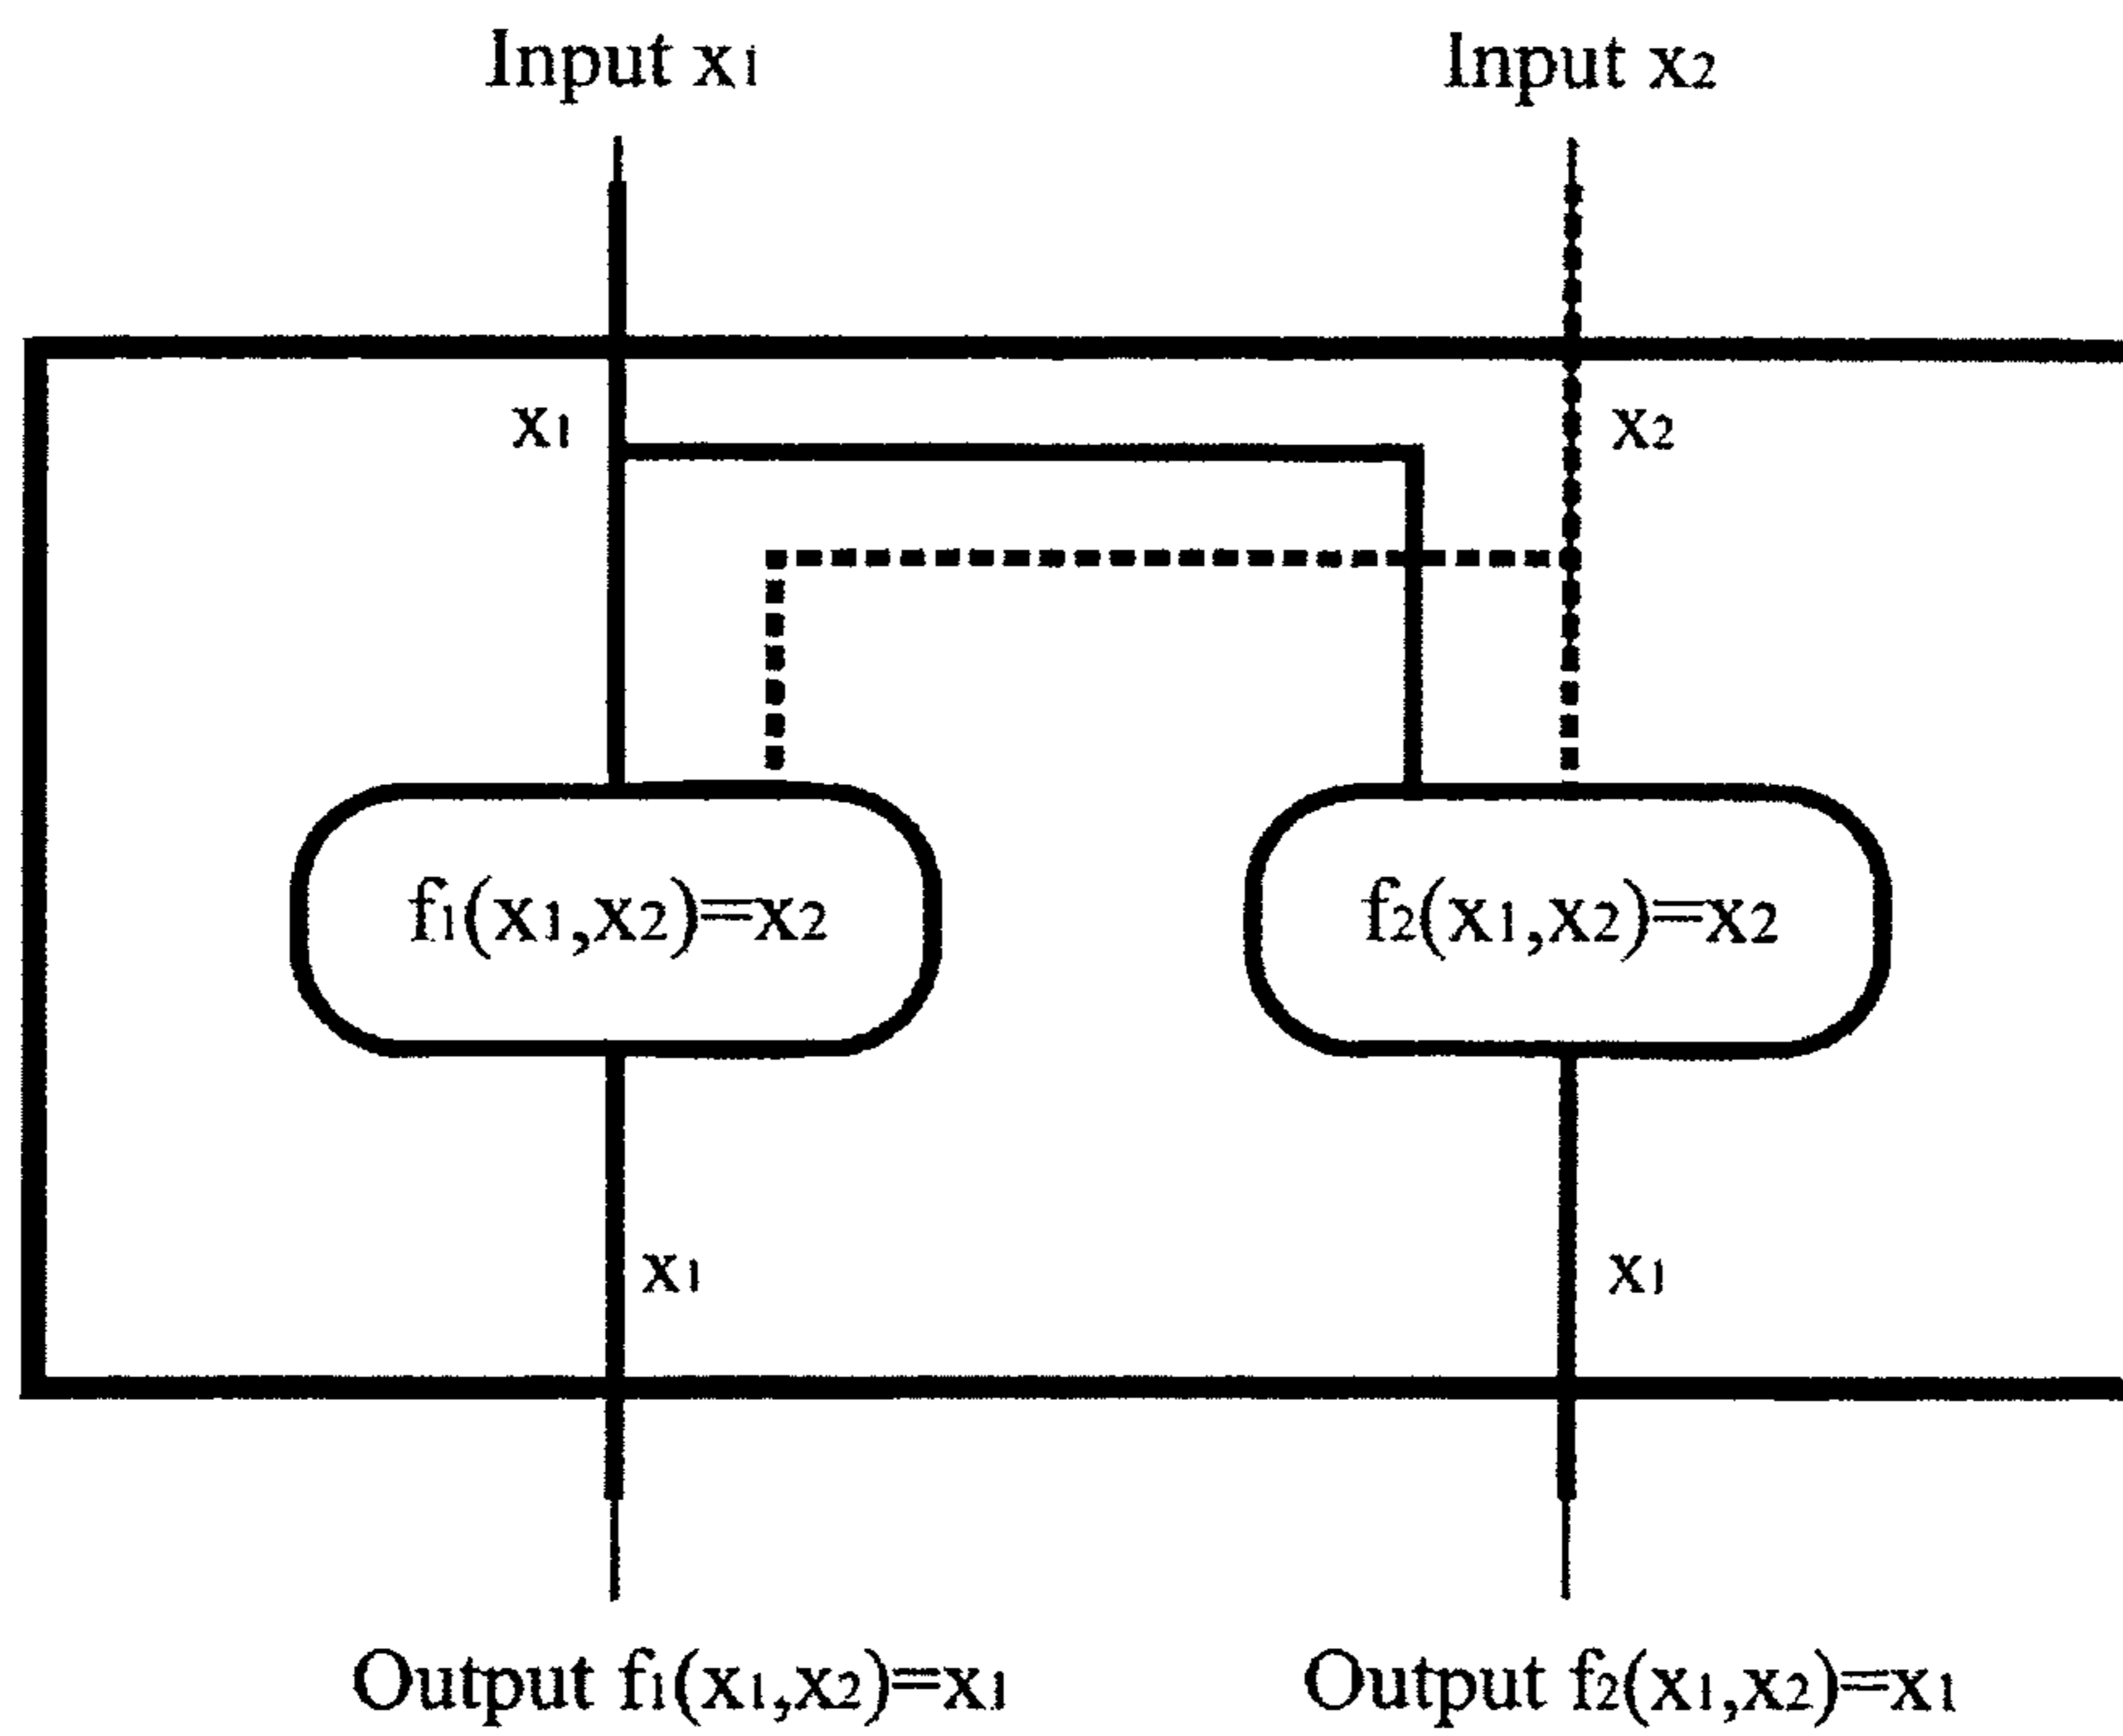 Input x1 Input x2
x1 x2
f1(x1,x2)=x2 f2(x1,x2)=x2
x1 x1
Output f1(x1,x2)=x1 Output f2(x1,x2)=x1